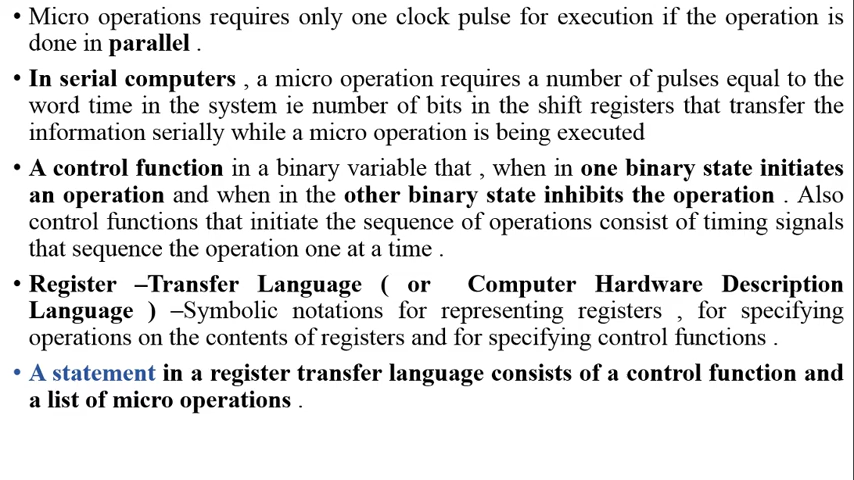 • Micro operations requires only one clock pulse for execution if the operation is
done in parallel .
• In serial computers , a micro operation requires a number of pulses equal to the
word time in the system ie number of bits in the shift registers that transfer the
information serially while a micro operation is being executed
• A control function in a binary variable that , when in one binary state initiates
an operation and when in the other binary state inhibits the operation . Also
control functions that initiate the sequence of operations consist of timing signals
that sequence the operation one at a time .
• Register –Transfer Language ( or Computer Hardware Description
Language ) –Symbolic notations for representing registers , for specifying
operations on the contents of registers and for specifying control functions .
• A statement in a register transfer language consists of a control function and
a list of micro operations .